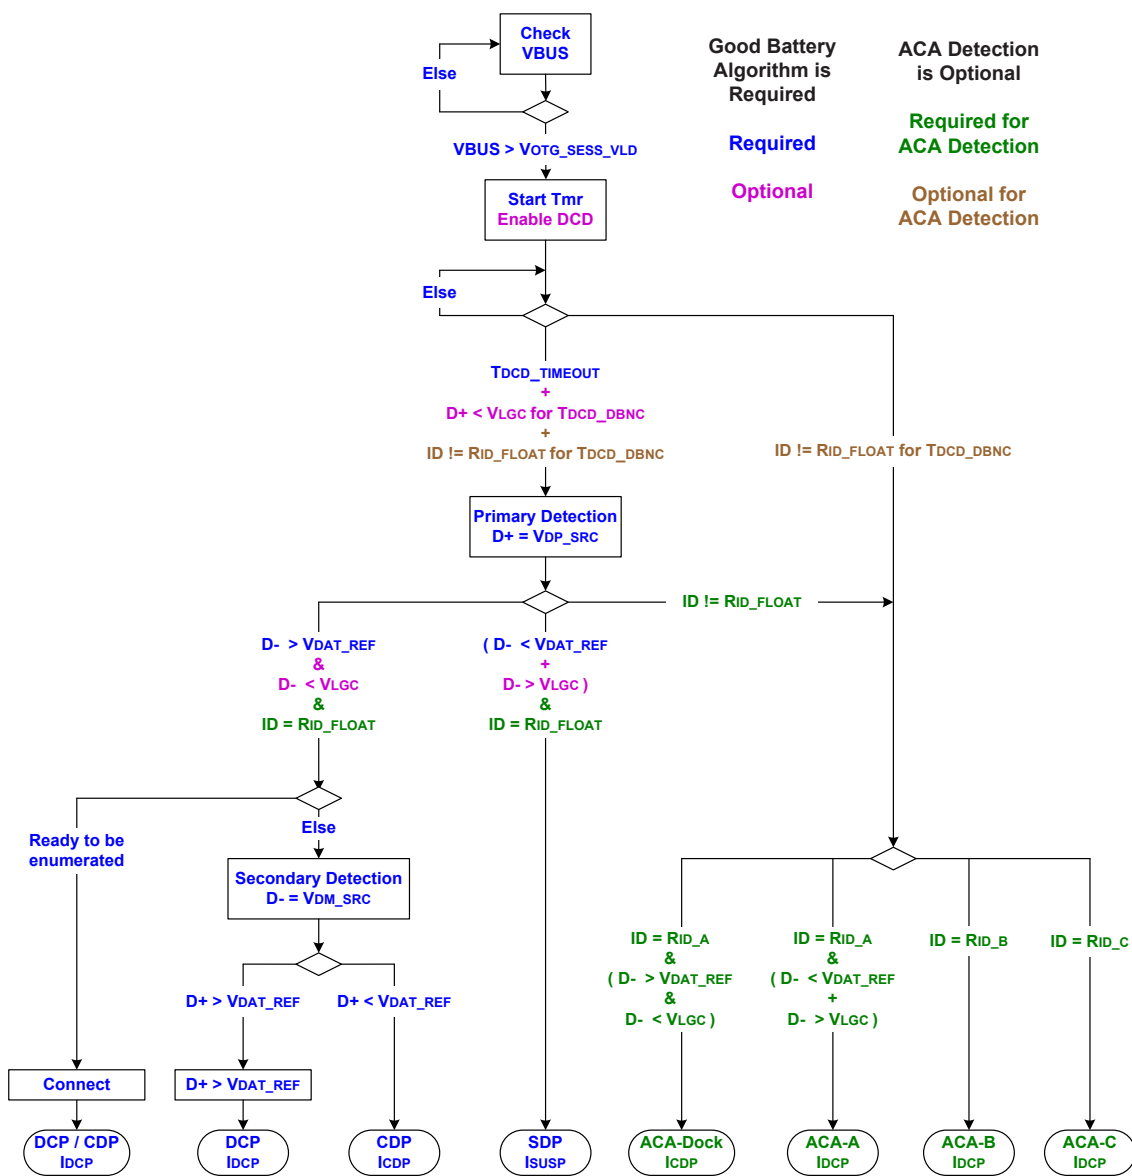 Check
VBUS
Else
VBUS > VOTG_SESS_VLD
Good Battery
Algorithm is
Required
ACA Detection
is Optional
Required
Required for
ACA Detection
Optional
Optional for
ACA Detection
Start Tmr
Enable DCD
Else
TDCD_TIMEOUT
+
D+ < VLGC for TDCD_DBNC
+
ID != RID_FLOAT for TDCD_DBNC
ID != RID_FLOAT for TDCD_DBNC
Primary Detection
D+ = VDP_SRC
ID != RID_FLOAT
D- > VDAT_REF
&
D- < VLGC
&
ID = RID_FLOAT
( D- < VDAT_REF
+
D- > VLGC )
&
ID = RID_FLOAT
Ready to be
enumerated
Else
Secondary Detection
D- = VDM_SRC
D+ > VDAT_REF
D+ < VDAT_REF
ID = RID_A
&
( D- > VDAT_REF
&
D- < VLGC )
ID = RID_A
&
( D- < VDAT_REF
+
D- > VLGC )
ID = RID_B
ID = RID_C
Connect
D+ > VDAT_REF
DCP / CDP
IDCP
DCP
IDCP
CDP
ICDP
SDP
ISUSP
ACA-Dock
ICDP
ACA-A
IDCP
ACA-B
IDCP
ACA-C
IDCP